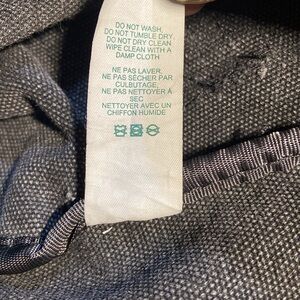 DO NOT WASH,
DO NOT TUMBLE DRY,
DO NOT DRY CLEAN
WIPE CLEAN WITH A
DAMP CLOTH
NE PAS LAVER,
NE PAS SÉCHER PAR
CULBUTAGE,
NE PAS NETTOYER À
SEC
NETTOYER AVEC UN
CHIFFON HUMIDE